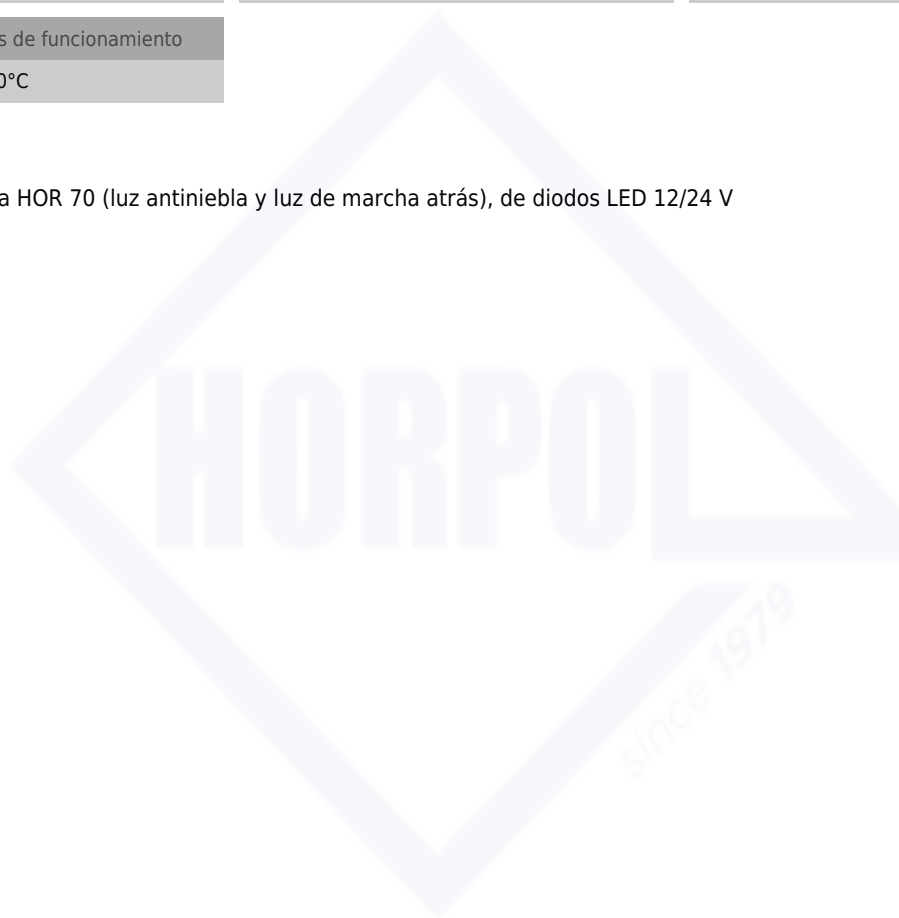 s de funcionamiento
0°C
a HOR 70 (luz antiniebla y luz de marcha atrás), de diodos LED 12/24 V
HORPOL
since 1979